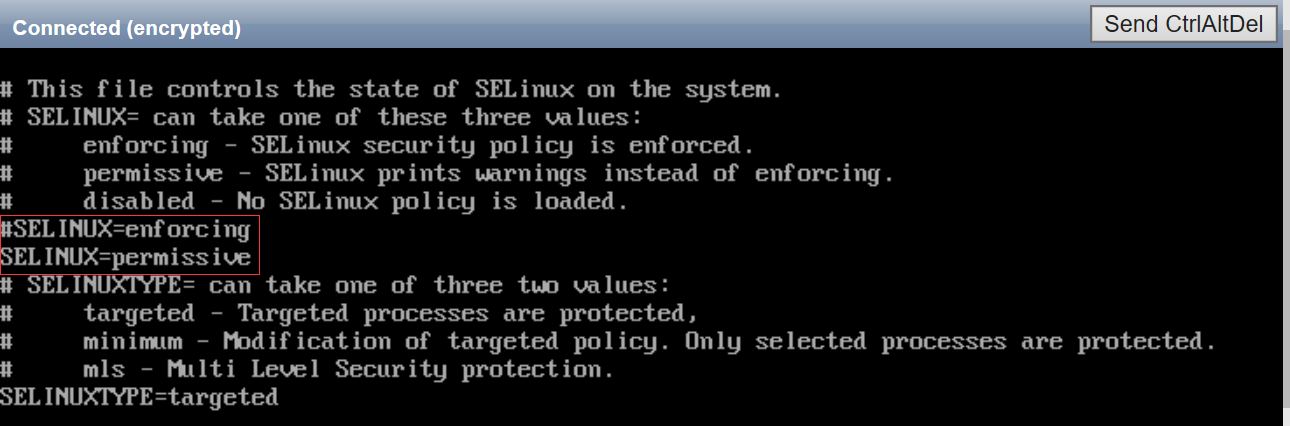 Connected (encrypted)
Send CtrlAltDel
# This file controls the state of SELinux on the system.
# SELINUX= can take one of these three values:
#     enforcing - SELinux security policy is enforced.
#     permissive - SELinux prints warnings instead of enforcing.
#     disabled - No SELinux policy is loaded.
#SELINUX=enforcing
SELINUX=permissive
# SELINUXTYPE= can take one of three two values:
#     targeted - Targeted processes are protected,
#     minimum - Modification of targeted policy. Only selected processes are protected.
#     mls - Multi Level Security protection.
SELINUXTYPE=targeted